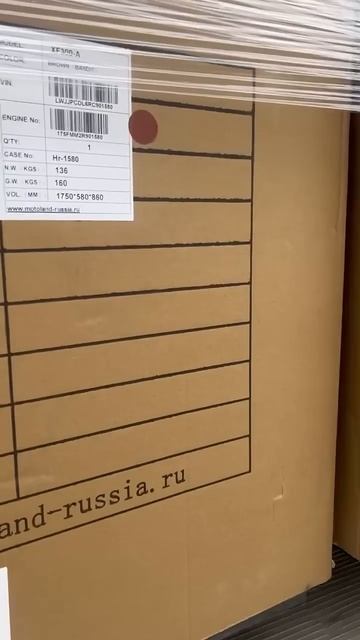 MODEL: XF300-A
COLOR:
VIN:
ENGINE No:
175FMM2R901580
Q'TY: 1
CASE No: Hr-1580
N.W. KGS: 136
G.W. KGS: 160
VOL. MM: 1750*580*860
www.motoland-russia.ru
and-russia.ru